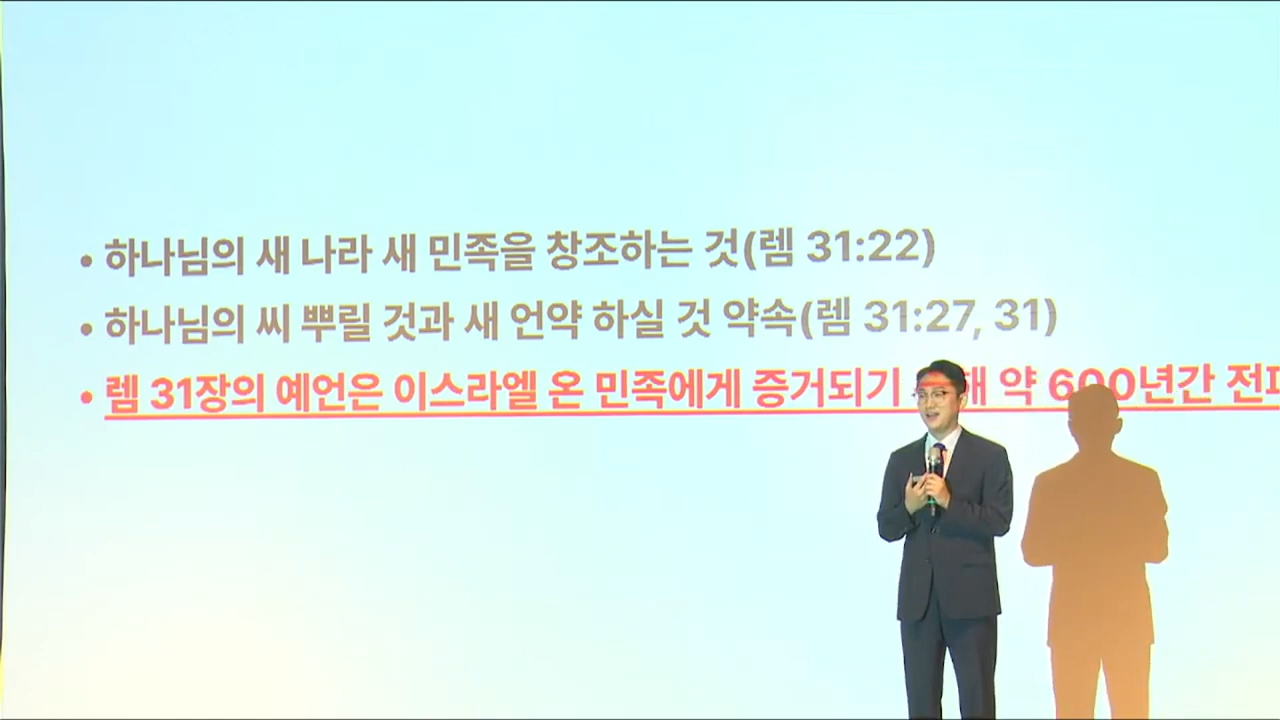 • 하나님의 새 나라 새 민족을 창조하는 것(렘 31:22)
• 하나님의 씨 뿌릴 것과 새 언약 하실 것 약속(렘 31:27, 31)
• 렘 31장의 예언은 이스라엘 온 민족에게 증거되기 약 600년간